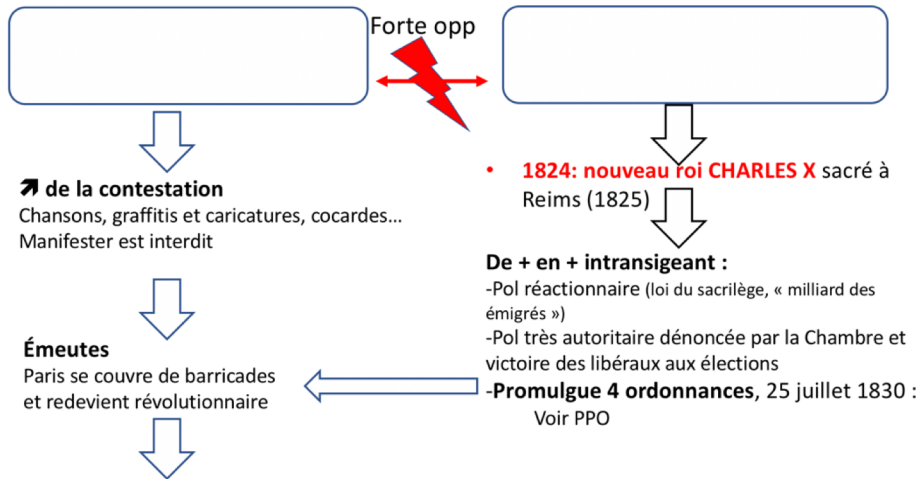 Forte opp
↗ de la contestation
Chansons, graffitis et caricatures, cocardes...
Manifester est interdit
Émeutes
Paris se couvre de barricades
et redevient révolutionnaire
• 1824: nouveau roi CHARLES X sacré à
Reims (1825)
De + en + intransigeant :
-Pol réactionnaire (loi du sacrilège, « milliard des
émigrés »)
-Pol très autoritaire dénoncée par la Chambre et
victoire des libéraux aux élections
-Promulgue 4 ordonnances, 25 juillet 1830 :
Voir PPO